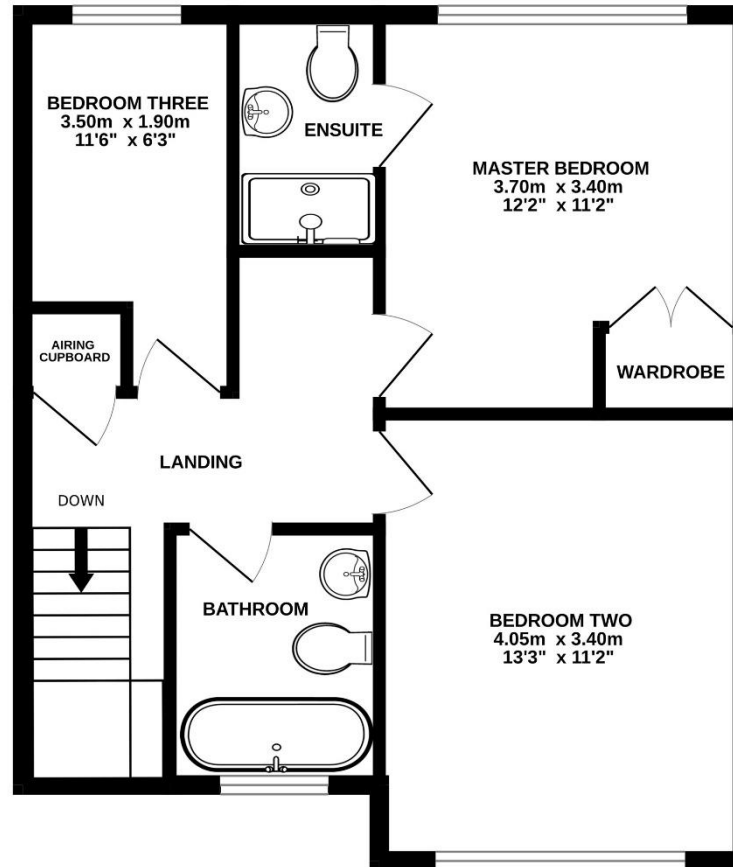 BEDROOM THREE
3.50m x 1.90m
11'6" x 6'3"
ENSUITE
MASTER BEDROOM
3.70m x 3.40m
12'2" x 11'2"
AIRING
CUPBOARD
WARDROBE
LANDING
DOWN
BATHROOM
BEDROOM TWO
4.05m x 3.40m
13'3" x 11'2"